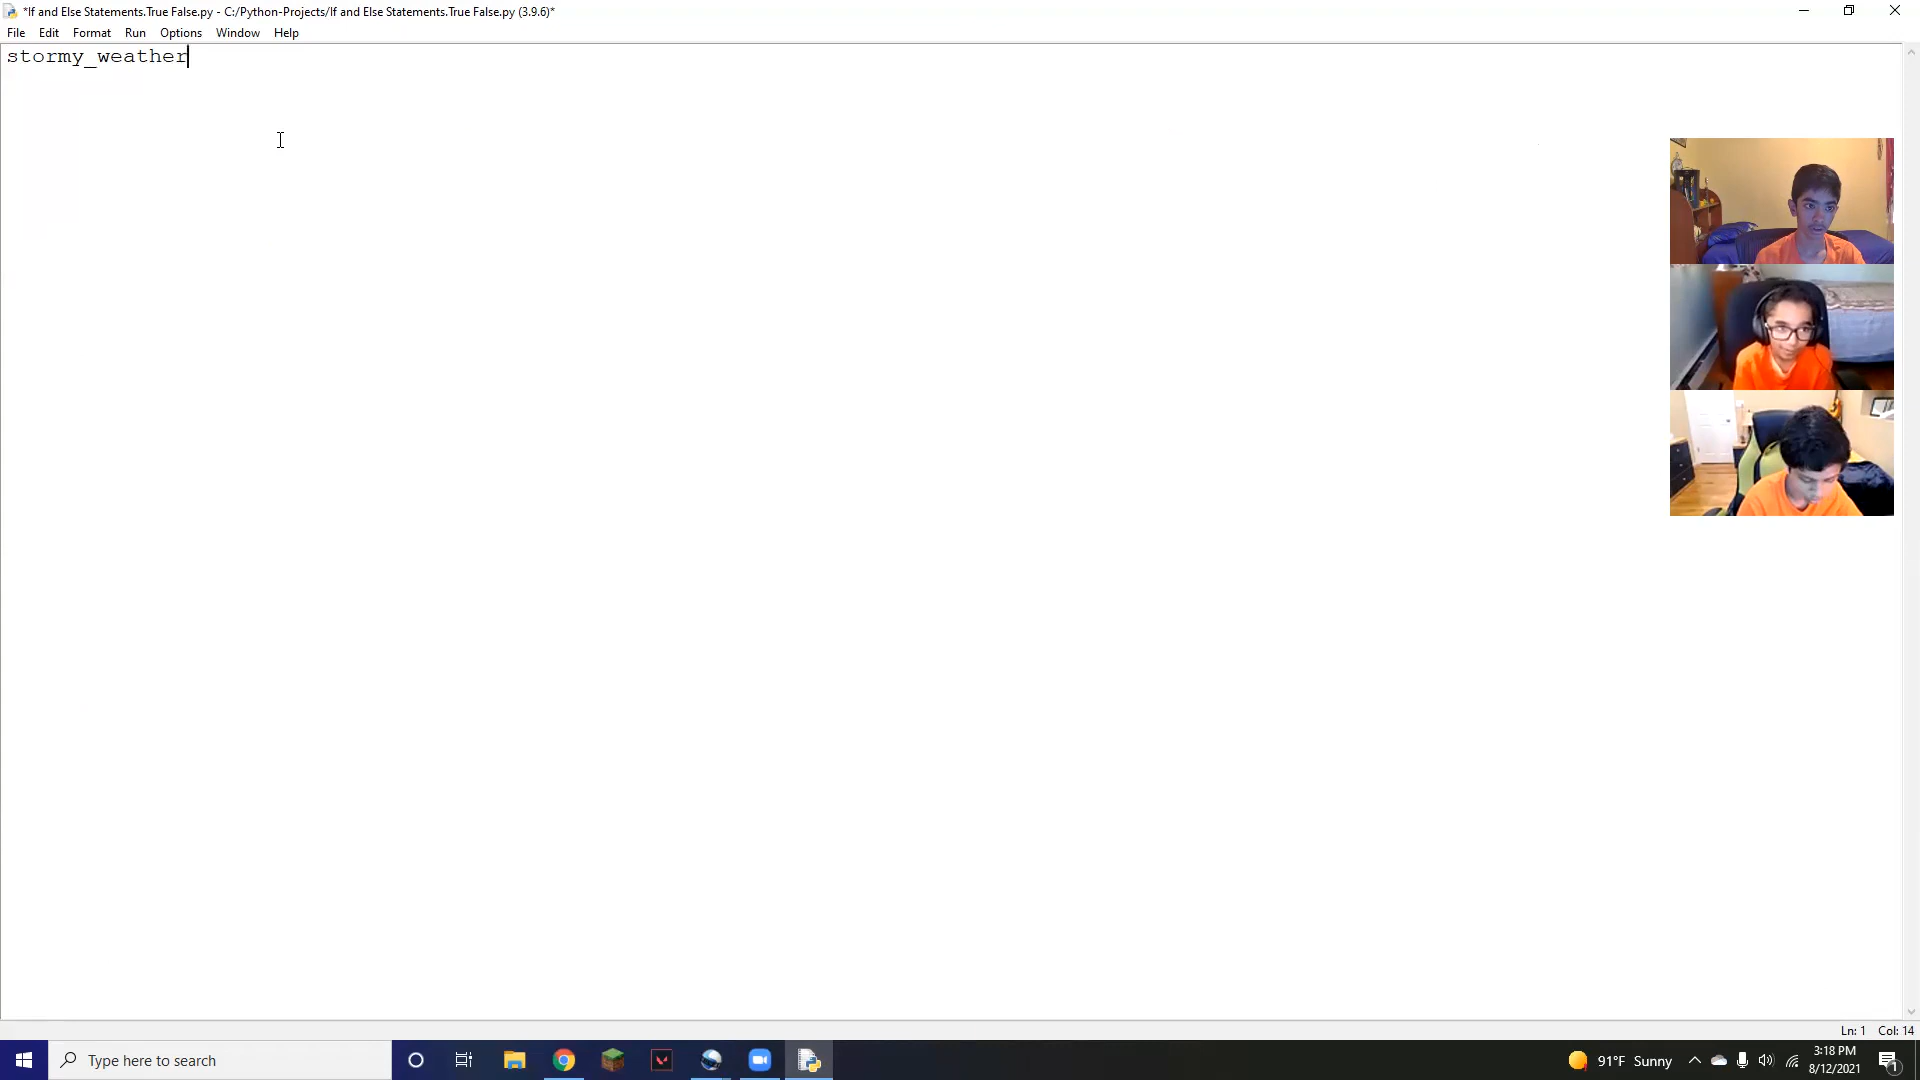 *If and Else Statements.True False.py - C:/Python-Projects/If and Else Statements.True False.py (3.9.6)*
File Edit Format Run Options Window Help
stormy_weather
Ln: 1 Col: 14
Type here to search
91°F Sunny
3:18 PM
8/12/2021
1